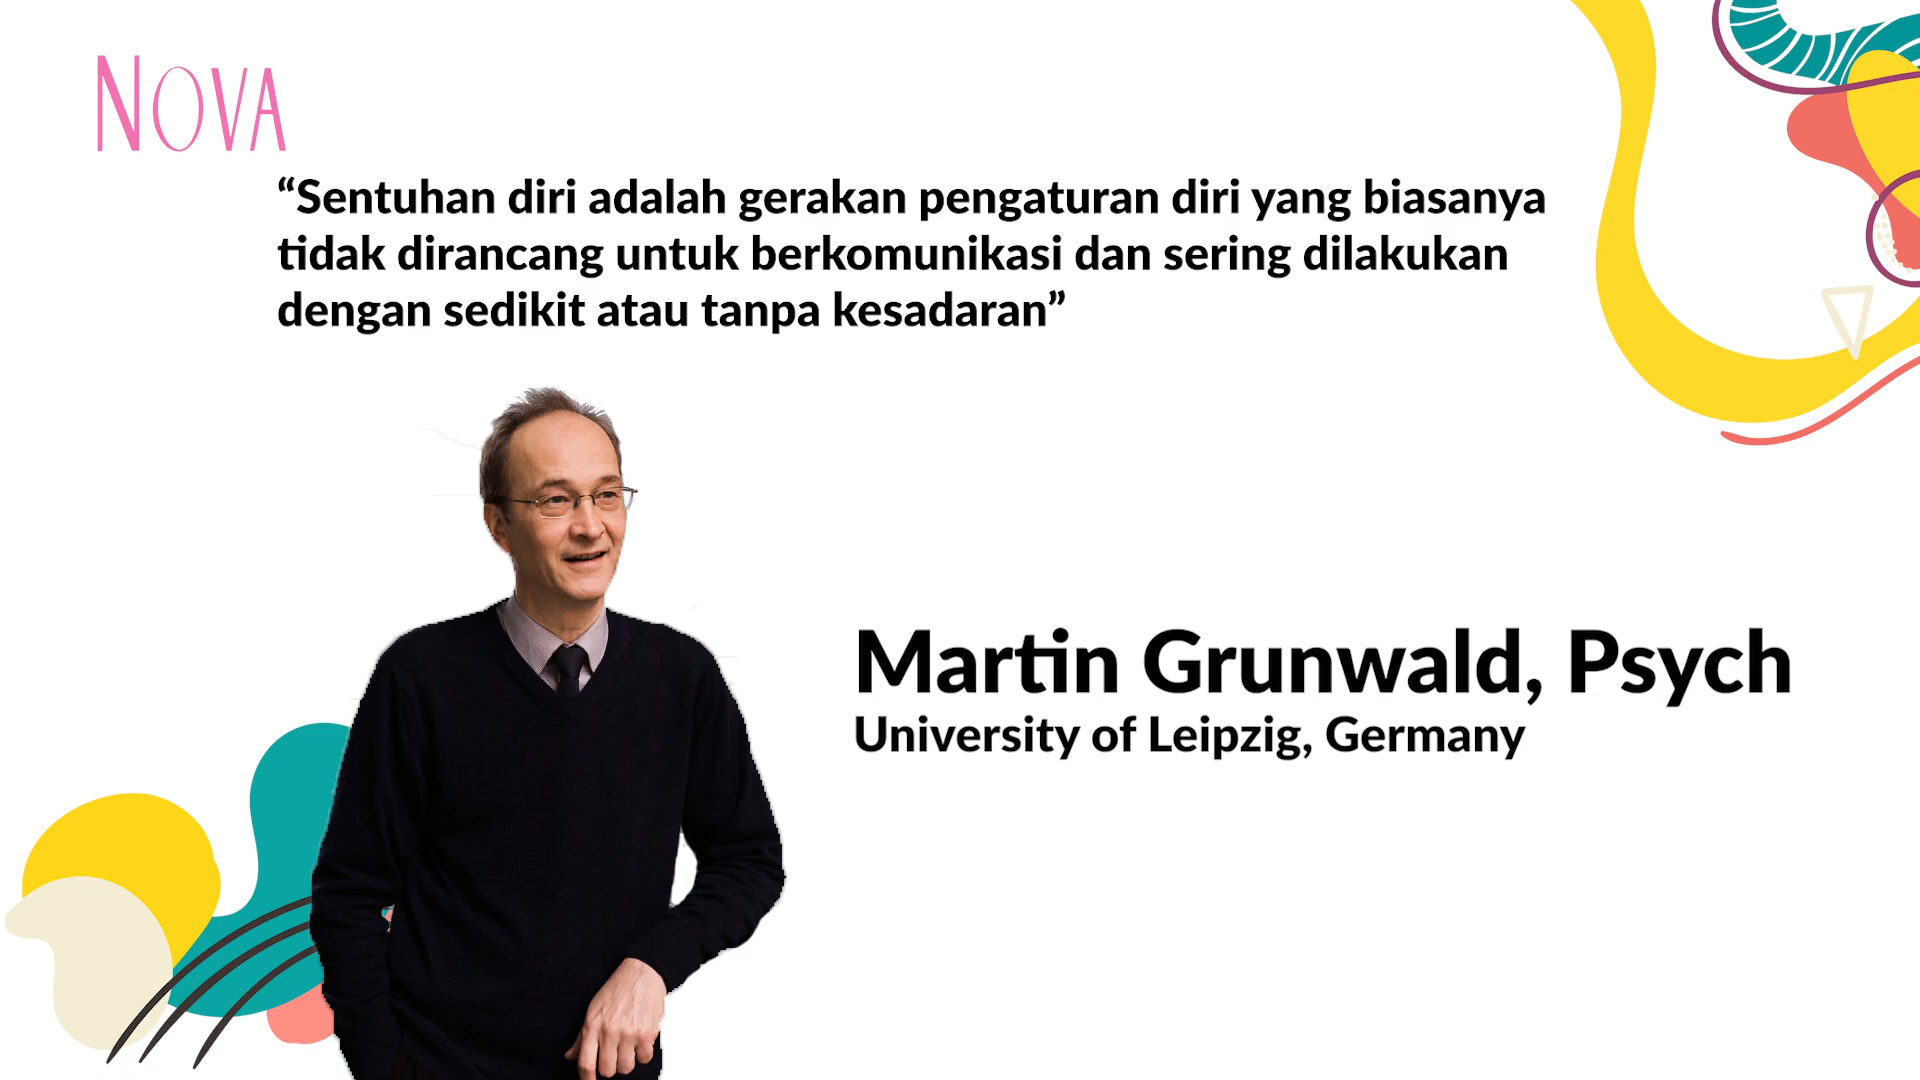 NOVA
“Sentuhan diri adalah gerakan pengaturan diri yang biasanya
tidak dirancang untuk berkomunikasi dan sering dilakukan
dengan sedikit atau tanpa kesadaran”
Martin Grunwald, Psych
University of Leipzig, Germany